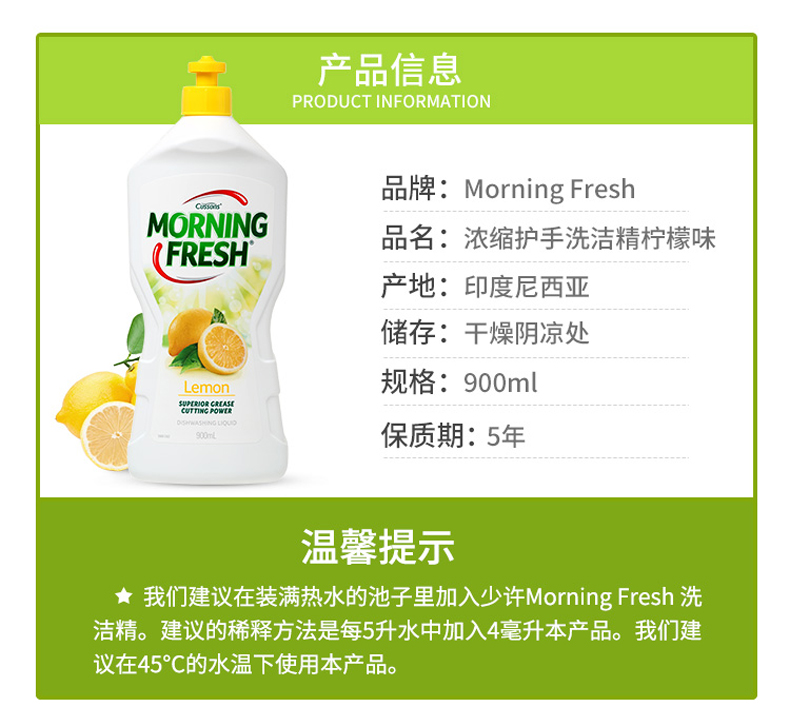 产品信息
PRODUCT INFORMATION
Cussons
MORNING
FRESH®
Lemon
SUPERIOR GREASE
CUTTING POWER
DISHWASHING LIQUID
900mL
品牌：Morning Fresh
品名：浓缩护手洗洁精柠檬味
产地：印度尼西亚
储存：干燥阴凉处
规格：900ml
保质期：5年
温馨提示
★ 我们建议在装满热水的池子里加入少许Morning Fresh 洗
洁精。建议的稀释方法是每5升水中加入4毫升本产品。我们建
议在45℃的水温下使用本产品。